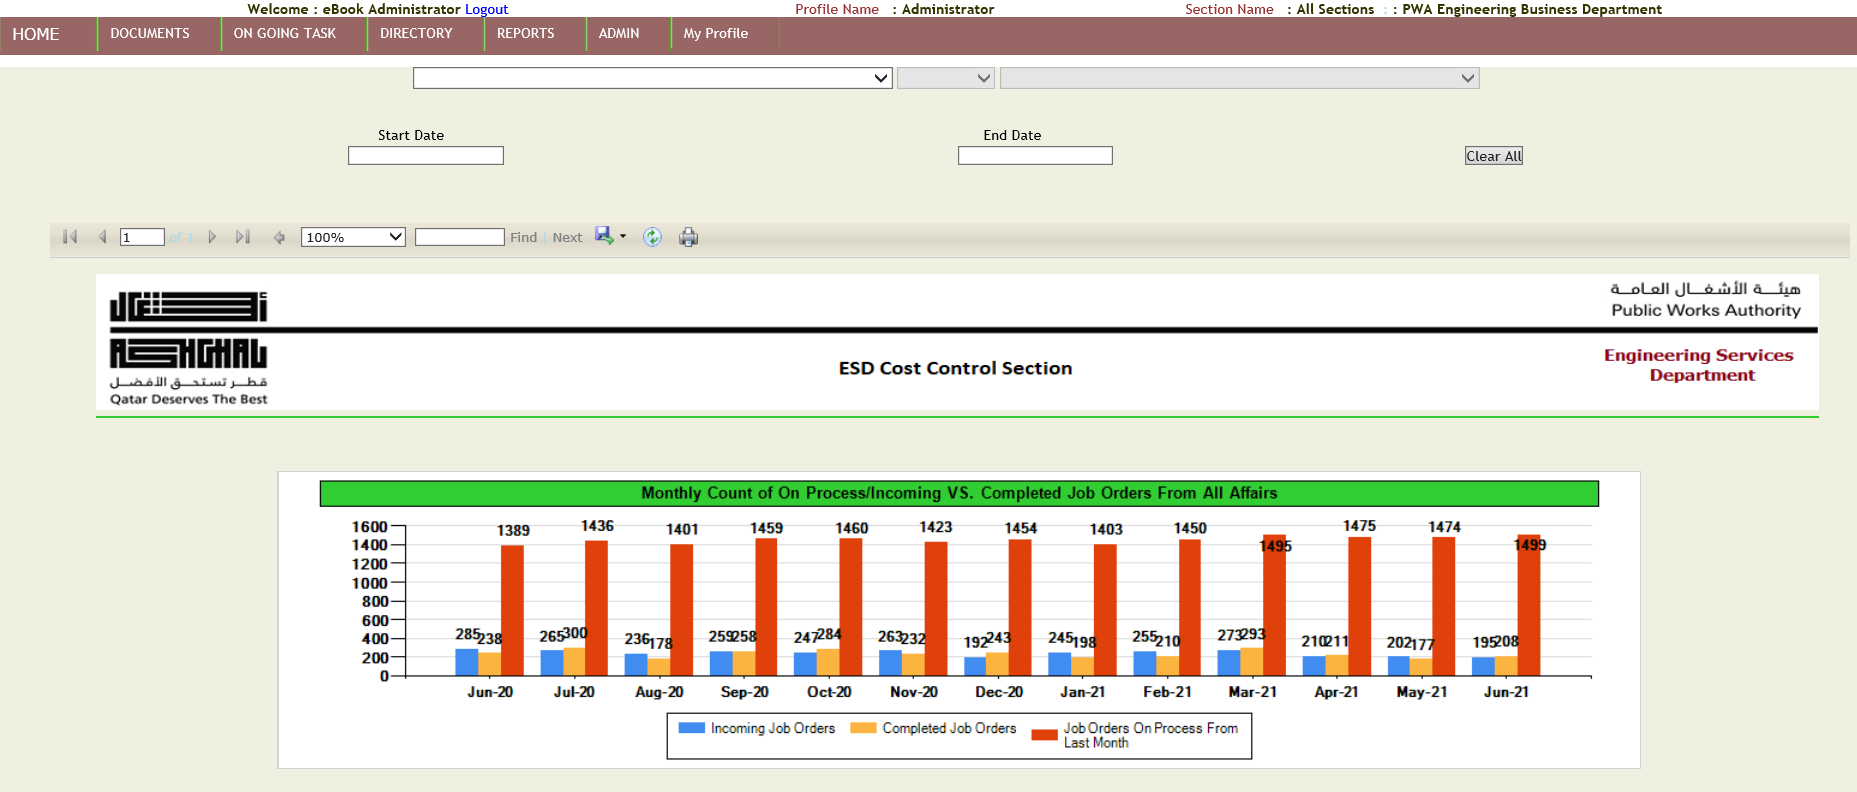 Welcome : eBook Administrator Logout Profile Name : Administrator Section Name : All Sections : : PWA Engineering Business Department
HOME DOCUMENTS ON GOING TASK DIRECTORY REPORTS ADMIN My Profile
Start Date End Date
Clear All
1 of 1 100% Find | Next
أشغال
ASHGHAL
قطر تستحق الأفضل
Qatar Deserves The Best
هيئة الأشغال العامة
Public Works Authority
ESD Cost Control Section
Engineering Services
Department
Monthly Count of On Process/Incoming VS. Completed Job Orders From All Affairs
1600
1400
1200
1000
800
600
400
200
0
1389 1436 1401 1459 1460 1423 1454 1403 1450 1495 1475 1474 1499
285 238 265 300 236 178 259 258 247 284 263 232 192 243 245 198 255 210 273 293 210 211 202 177 195 208
Jun-20 Jul-20 Aug-20 Sep-20 Oct-20 Nov-20 Dec-20 Jan-21 Feb-21 Mar-21 Apr-21 May-21 Jun-21
Incoming Job Orders Completed Job Orders Job Orders On Process From
Last Month